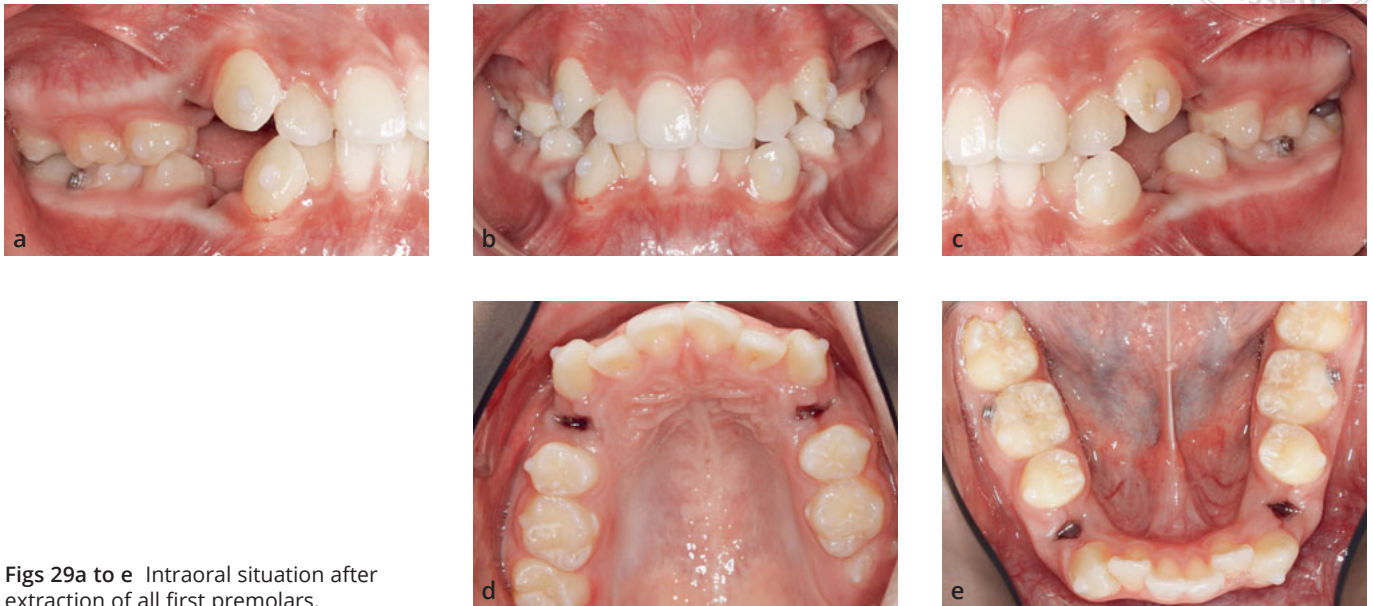 a
b
c
d
e
Figs 29a to e Intraoral situation after
extraction of all first premolars.